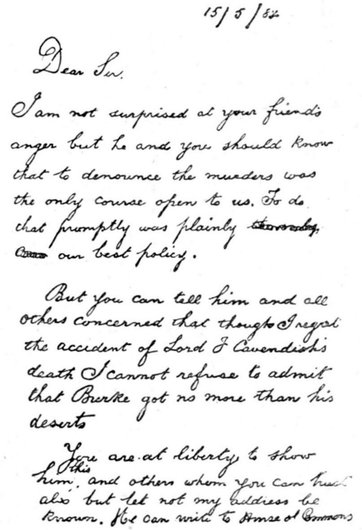 15/5/82
Dear Sir,
I am not surprised at your friend's
anger but he and you should know
that to denounce the murders was
the only course open to us. To do
that promptly was plainly
our best policy.
But you can tell him and all
others concerned that though I regret
the accident of Lord F Cavendish's
death I cannot refuse to admit
that Burke got no more than his
deserts
You are at liberty to show
him this, and others whom you can trust
also but let not my address be
known. He can write to House of Commons